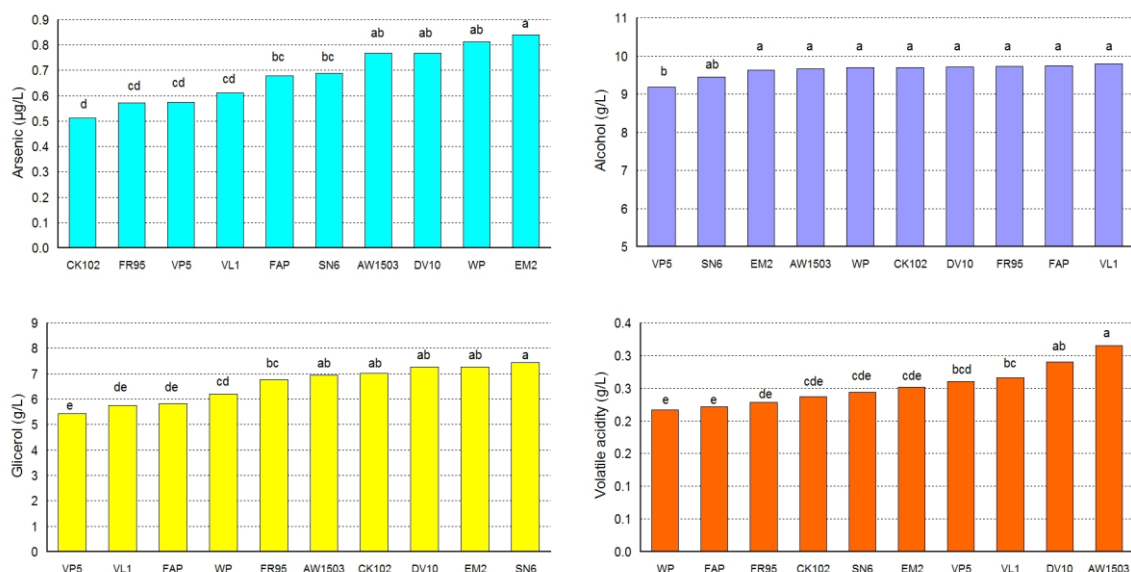 0.9
0.8
0.7
0.6
0.5
0.4
0.3
0.2
0.1
0.0
Arsenic (µg/L)
d cd cd cd bc bc ab ab ab a
CK102 FR95 VP5 VL1 FAP SN6 AW1503 DV10 WP EM2
11
10
9
8
7
6
5
Alcohol (g/L)
b ab a a a a a a a a
VP5 SN6 EM2 AW1503 WP CK102 DV10 FR95 FAP VL1
9
8
7
6
5
4
3
2
1
0
Glicerol (g/L)
e de de cd bc ab ab ab ab a
VP5 VL1 FAP WP FR95 AW1503 CK102 DV10 EM2 SN6
0.4
0.3
0.3
0.2
0.2
0.1
0.1
0.0
Volatile acidity (g/L)
e e de cde cde cde bcd bc ab a
WP FAP FR95 CK102 SN6 EM2 VP5 VL1 DV10 AW1503